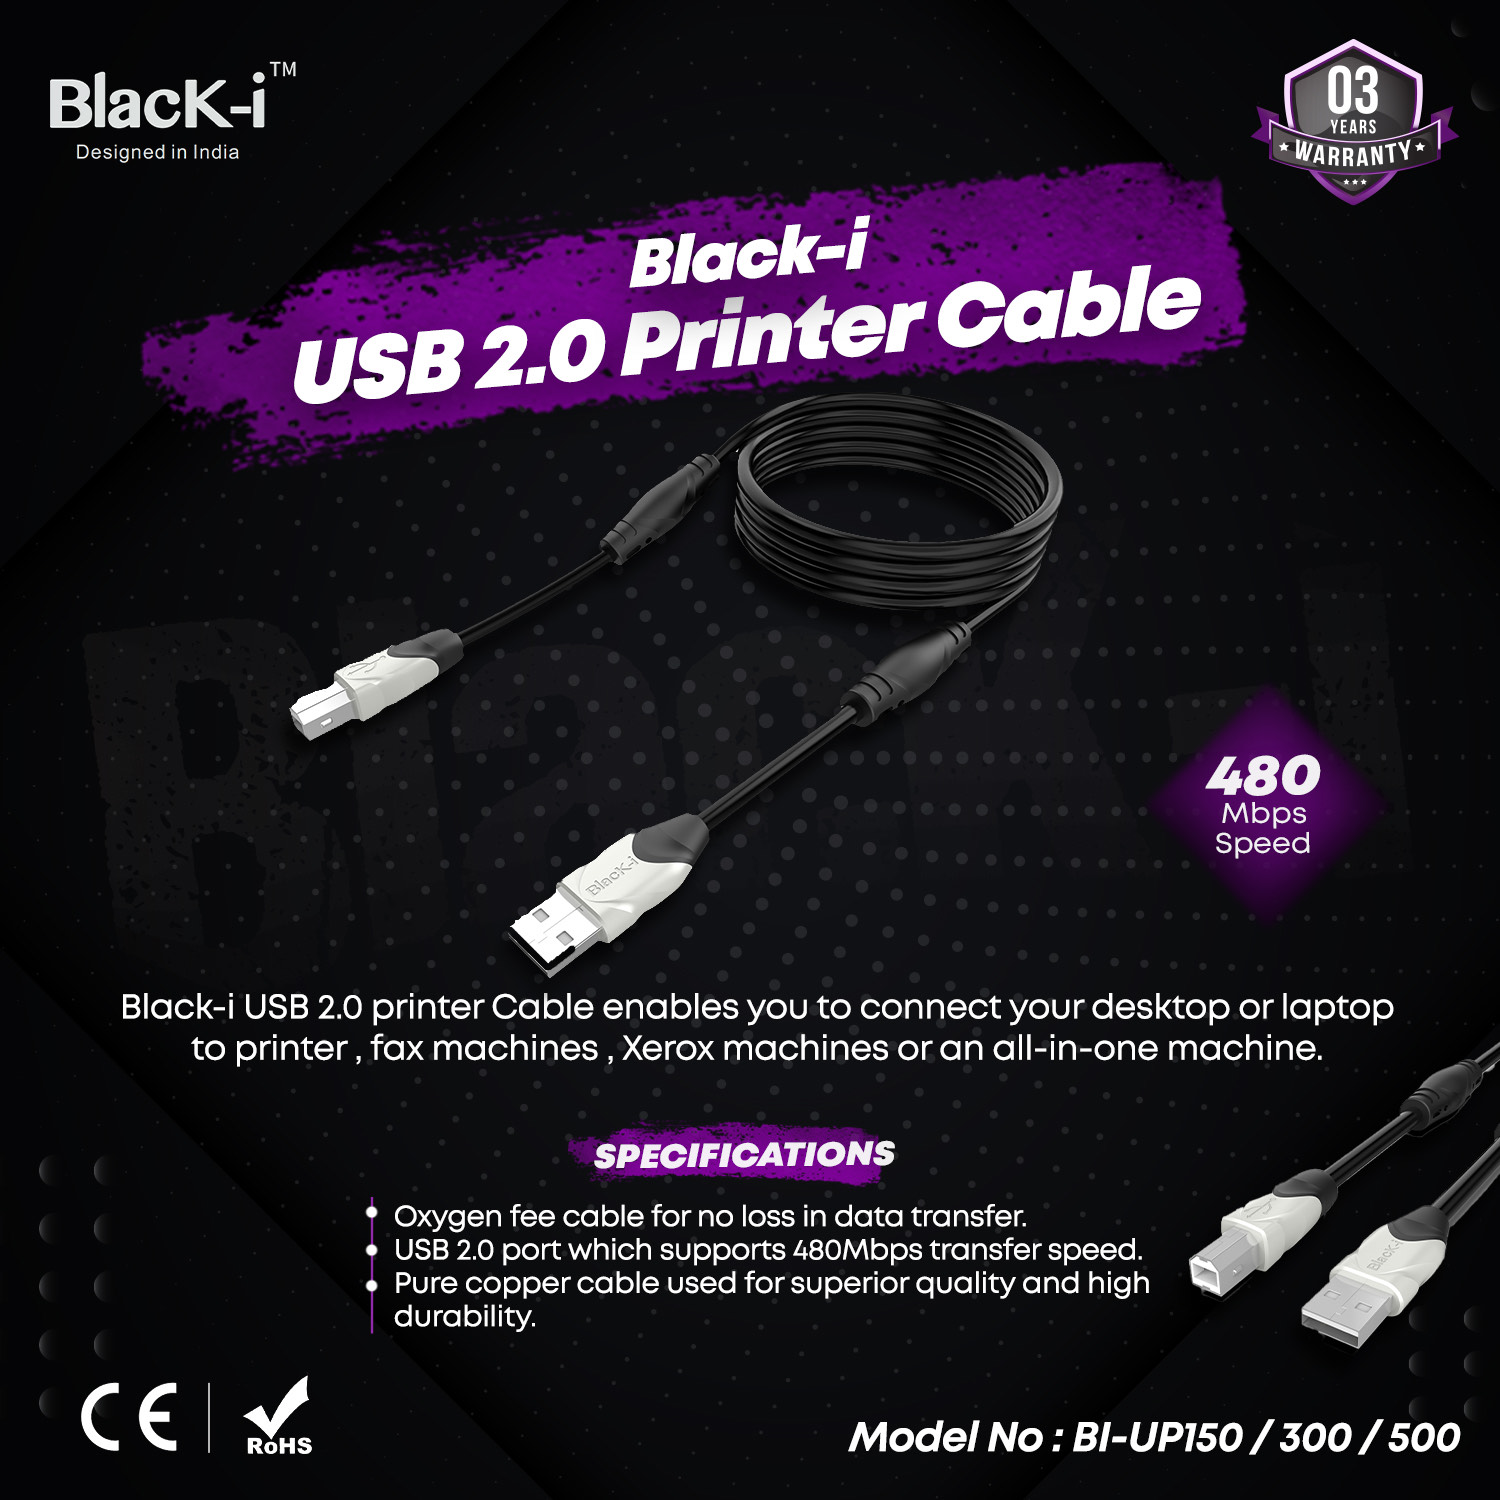 BlacK-i™
Designed in India
03
YEARS
WARRANTY
Black-i
USB 2.0 Printer Cable
BlacK-i
BlacK-i
480
Mbps
Speed
Black-i USB 2.0 printer Cable enables you to connect your desktop or laptop
to printer , fax machines , Xerox machines or an all-in-one machine.
SPECIFICATIONS
Oxygen fee cable for no loss in data transfer.
USB 2.0 port which supports 480Mbps transfer speed.
Pure copper cable used for superior quality and high
durability.
BlacK-i
CE
RoHS
Model No : BI-UP150 / 300 / 500